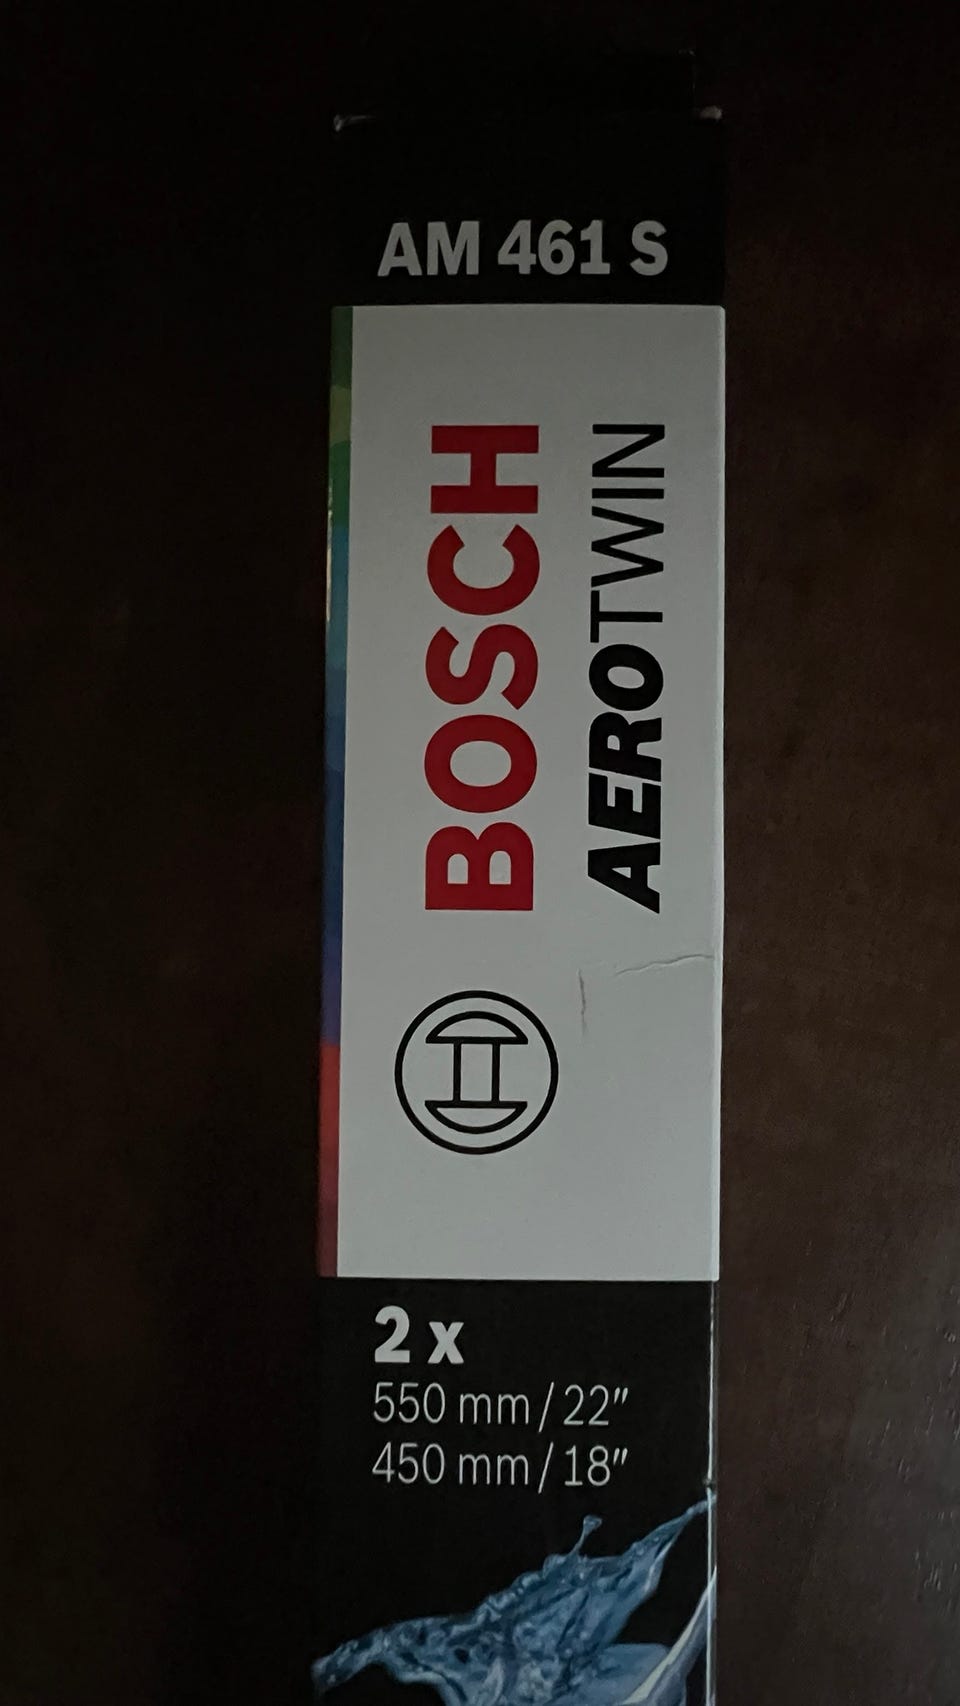 AM 461 S
BOSCH
AEROTWIN
2 x
550 mm / 22"
450 mm / 18"